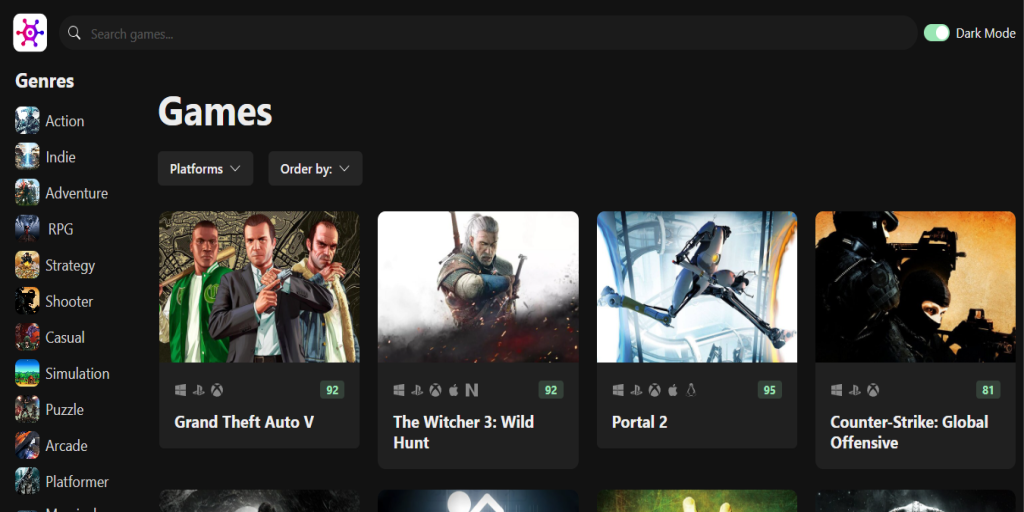 Search games...
Dark Mode
Genres
Action
Indie
Adventure
RPG
Strategy
Shooter
Casual
Simulation
Puzzle
Arcade
Platformer
Games
Platforms
Order by:
92
Grand Theft Auto V
92
The Witcher 3: Wild
Hunt
95
Portal 2
81
Counter-Strike: Global
Offensive